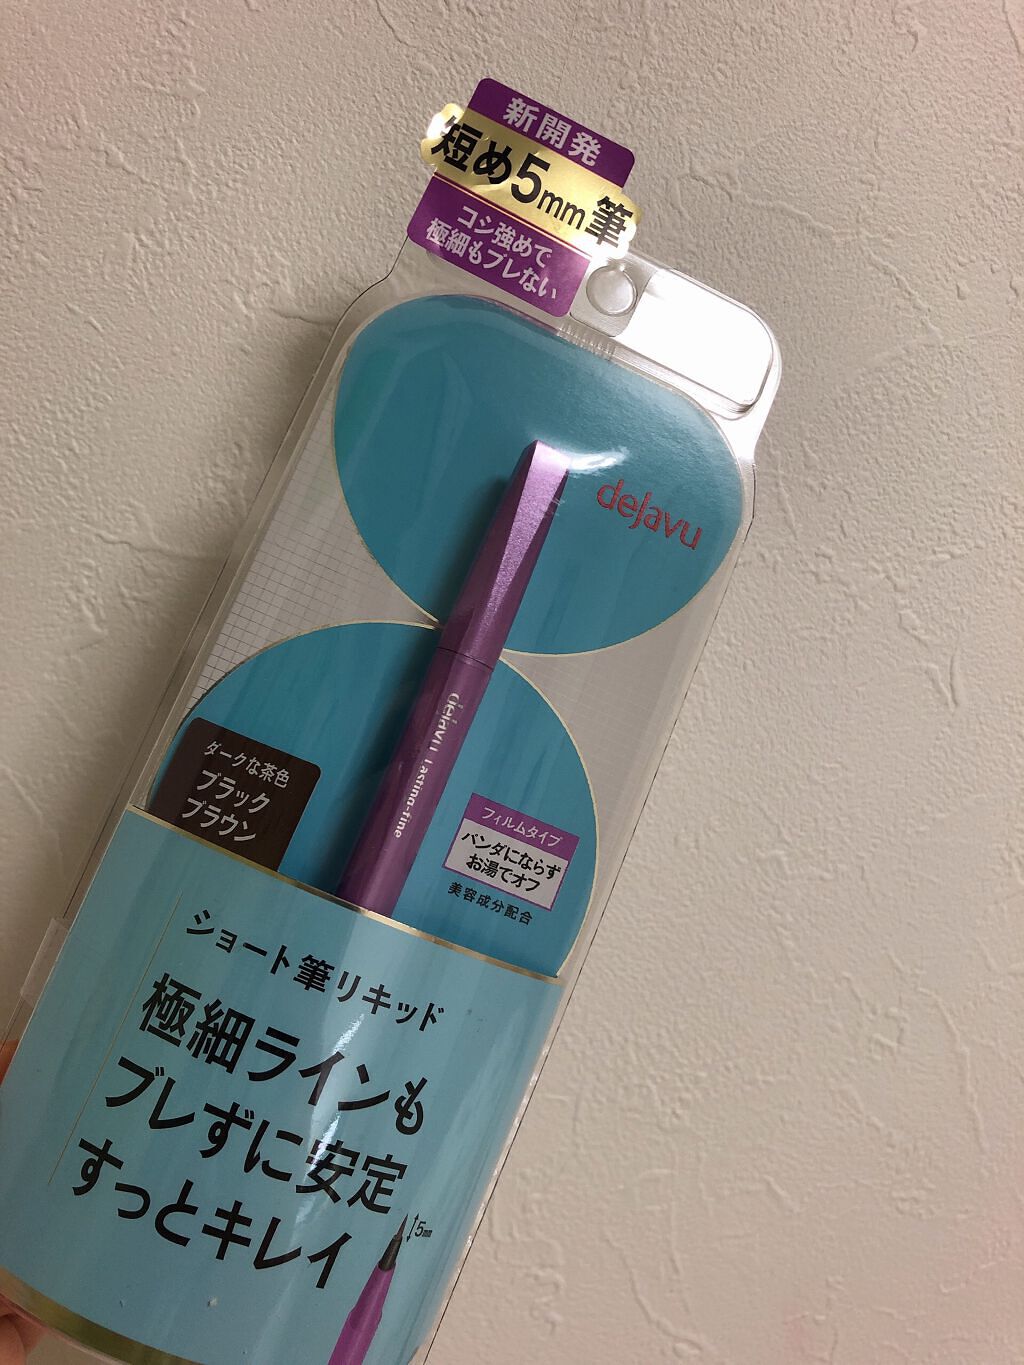 新開発
短め5mm筆
コシ強めで
極細もブレない
dejavu
dejavu Lasting-fine
ダークな茶色
ブラック
ブラウン
フィルムタイプ
パンダにならず
お湯でオフ
美容成分配合
ショート筆リキッド
極細ラインも
ブレずに安定
すっとキレイ
5mm